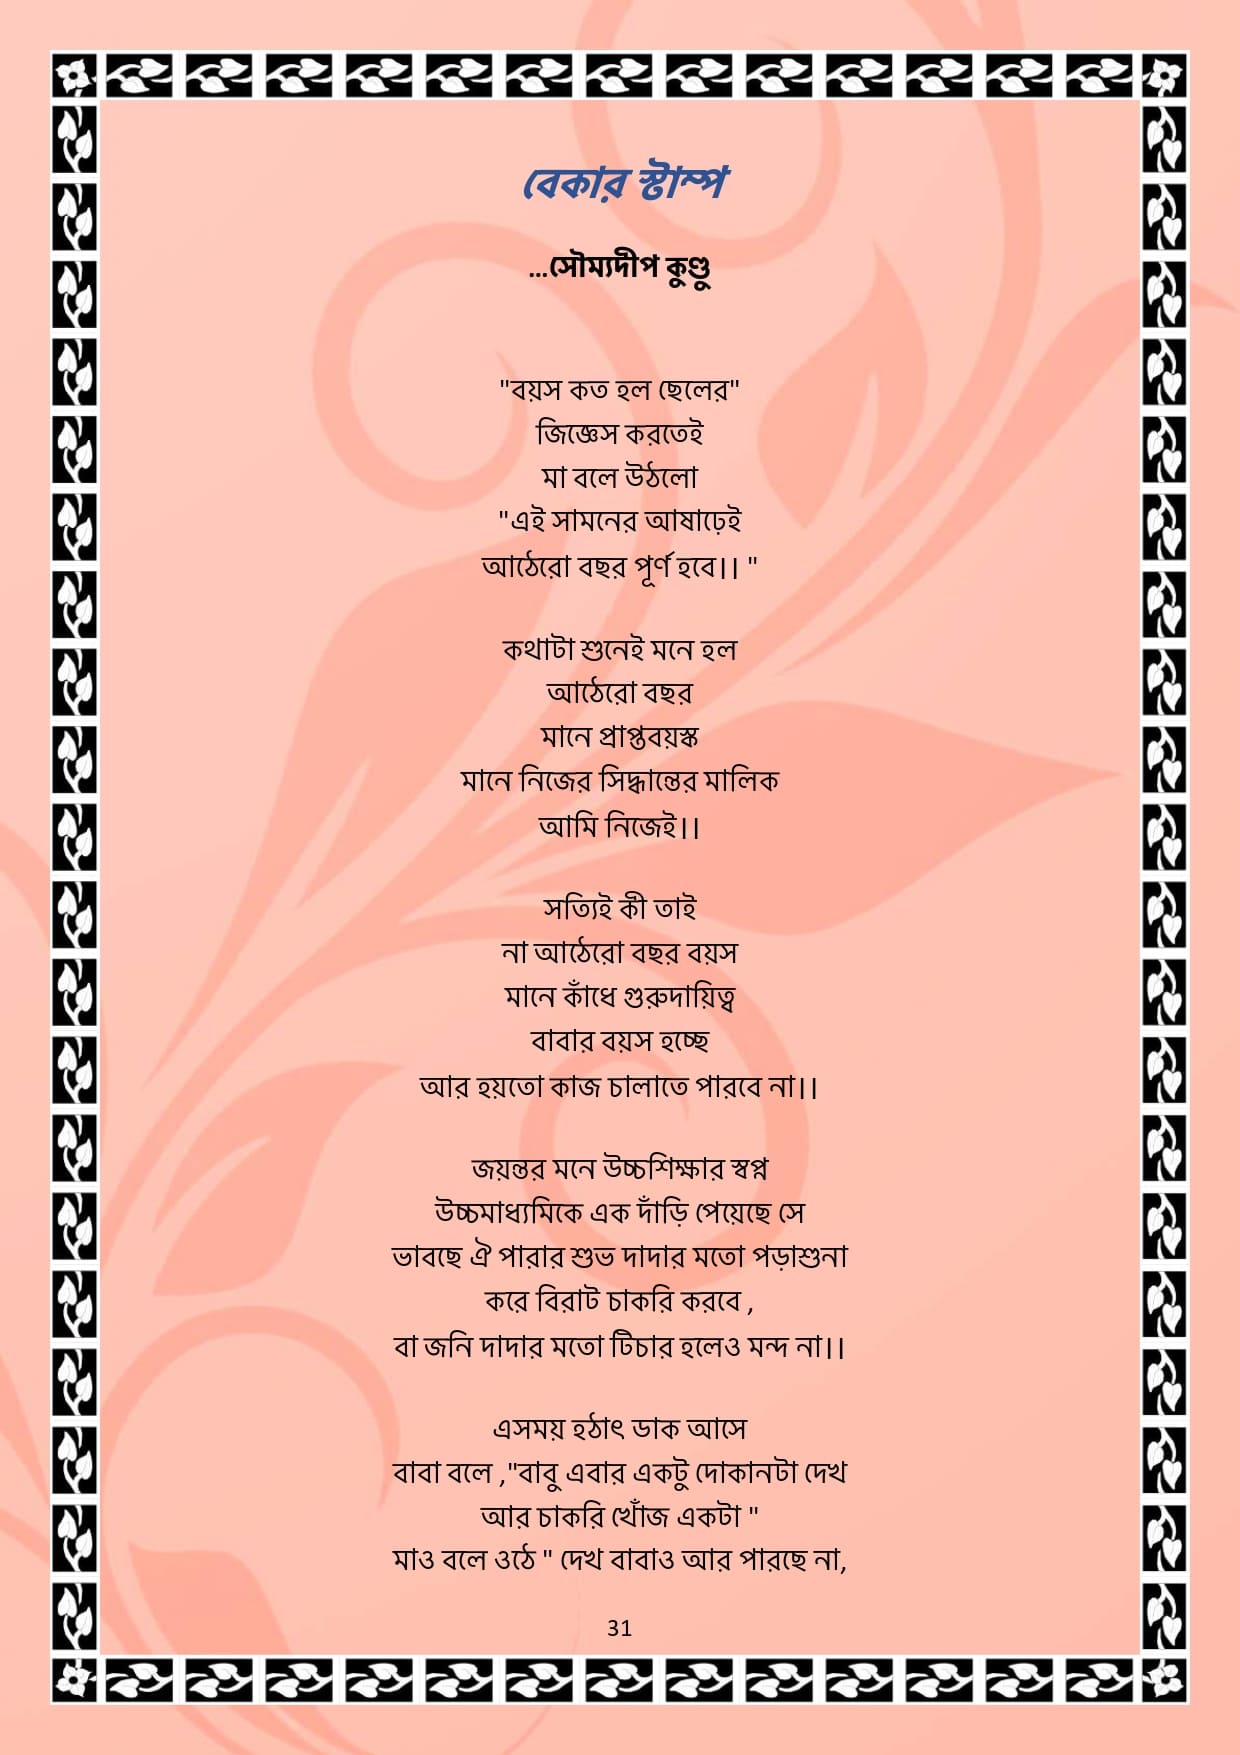 বেকার স্টাম্প
...সৌম্যদীপ কুণ্ডু
"বয়স কত হল ছেলের"
জিজ্ঞেস করতেই
মা বলে উঠলো
"এই সামনের আষাঢ়েই
আঠেরো বছর পূর্ণ হবে।। "
কথাটা শুনেই মনে হল
আঠেরো বছর
মানে প্রাপ্তবয়স্ক
মানে নিজের সিদ্ধান্তের মালিক
আমি নিজেই।।
সত্যিই কী তাই
না আঠেরো বছর বয়স
মানে কাঁধে গুরুদায়িত্ব
বাবার বয়স হচ্ছে
আর হয়তো কাজ চালাতে পারবে না।।
জয়ন্তর মনে উচ্চশিক্ষার স্বপ্ন
উচ্চমাধ্যমিকে এক দাঁড়ি পেয়েছে সে
ভাবছে ঐ পারার শুভ দাদার মতো পড়াশুনা
করে বিরাট চাকরি করবে ,
বা জনি দাদার মতো টিচার হলেও মন্দ না।।
এসময় হঠাৎ ডাক আসে
বাবা বলে ,"বাবু এবার একটু দোকানটা দেখ
আর চাকরি খোঁজ একটা "
মাও বলে ওঠে " দেখ বাবাও আর পারছে না,
31